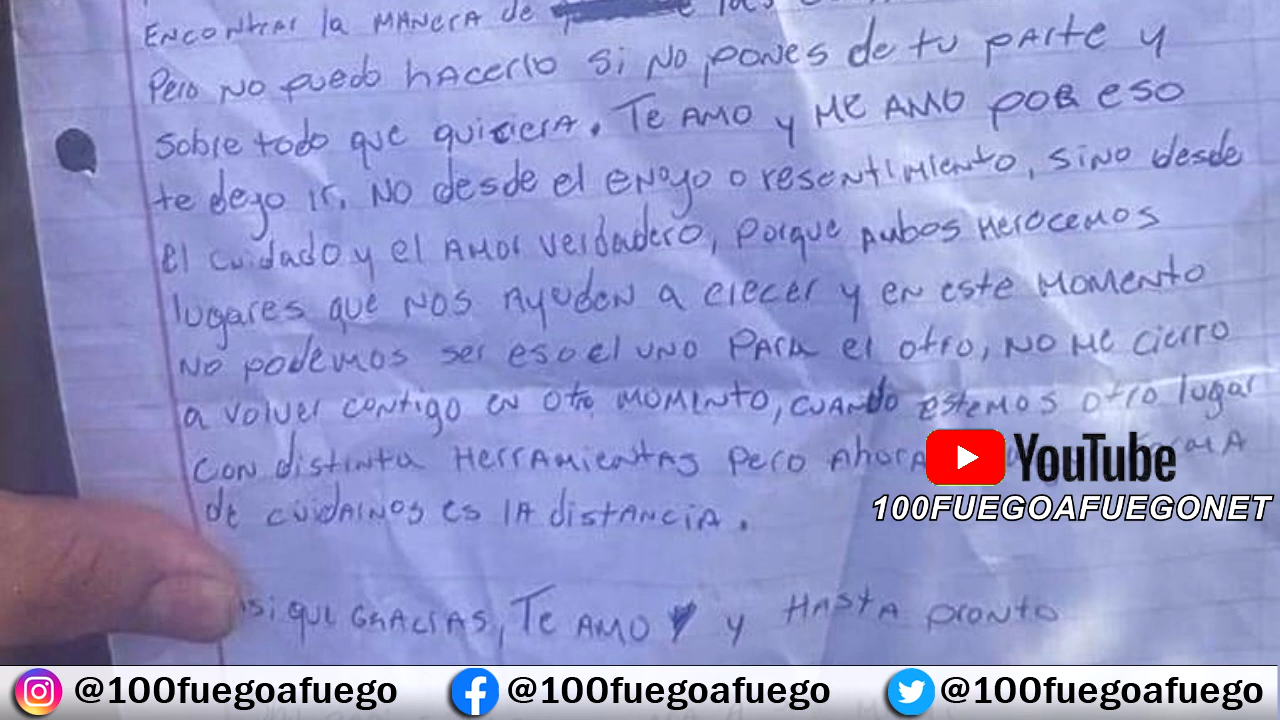 ENCONTRAR la MANERA de
Pero NO puedo hacerlo si NO pones de tu parte y
sobre todo que quiciera. TE AMO y ME AMO POR eso
te dejo ir. NO desde el enoyo o resentimiento, sino desde
el cuidado y el AMOR verdadero, porque ambos merocemos
lugares que NOS Ayuden a crecer y en este momento
NO podemos ser eso el UNO PARA el otro, NO Me cierro
a volver contigo en otro momento, cuando estemos otro lugar
con distinta Herramientas pero Ahora
de cuidarnos es lA distancia.
si que GRACIAS, TE AMO y HASTA pronto
YouTube
100FUEGOAFUEGONET
@100fuegoafuego @100fuegoafuego @100fuegoafuego